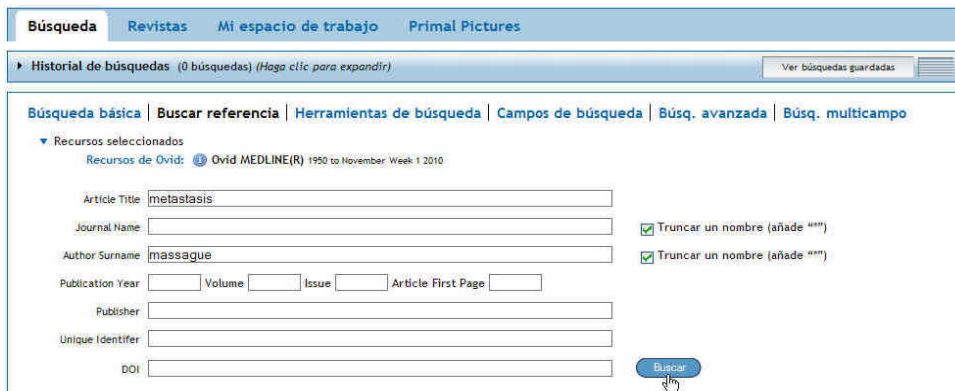 Búsqueda Revistas Mi espacio de trabajo Primal Pictures
Historial de búsquedas (0 búsquedas) (Haga clic para expandir) Ver búsquedas guardadas
Búsqueda básica | Buscar referencia | Herramientas de búsqueda | Campos de búsqueda | Búsq. avanzada | Búsq. multicampo
Recursos seleccionados
Recursos de Ovid: Ovid MEDLINE(R) 1950 to November Week 1 2010
Article Title metastasis
Journal Name Truncar un nombre (añade "*")
Author Surname massague Truncar un nombre (añade "*")
Publication Year Volume Issue Article First Page
Publisher
Unique Identifer
DOI Buscar